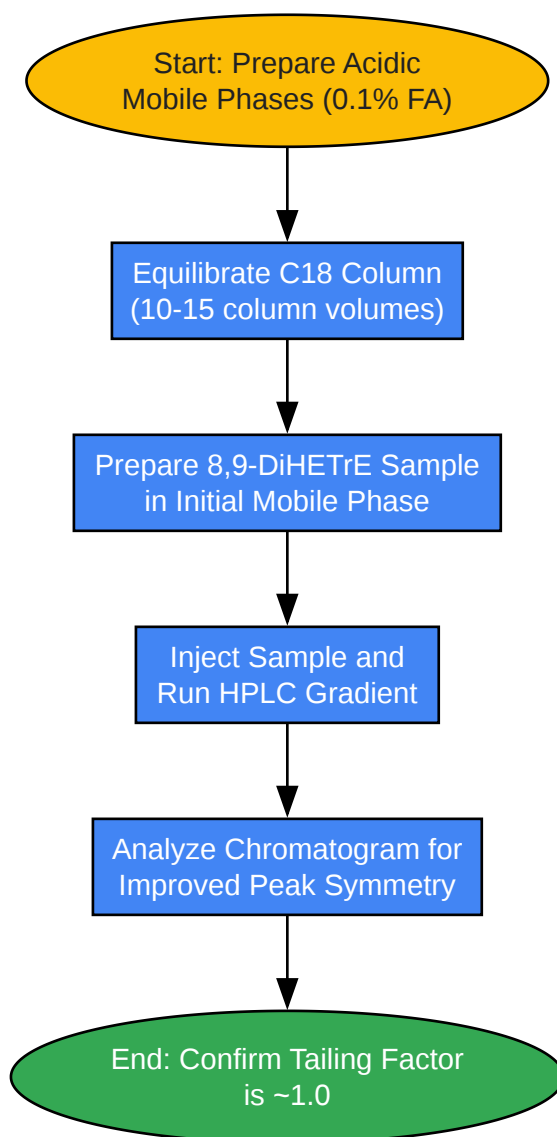 Start: Prepare Acidic
Mobile Phases (0.1% FA)
Equilibrate C18 Column
(10-15 column volumes)
Prepare 8,9-DiHETrE Sample
in Initial Mobile Phase
Inject Sample and
Run HPLC Gradient
Analyze Chromatogram for
Improved Peak Symmetry
End: Confirm Tailing Factor
is ~1.0